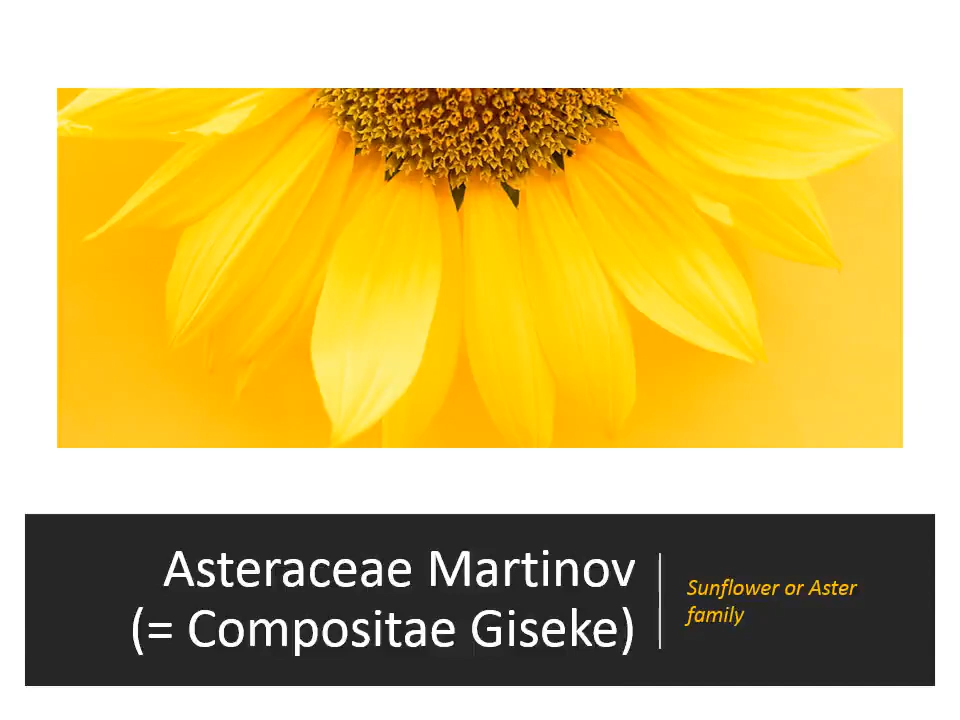 Asteraceae Martinov
(= Compositae Giseke)
Sunflower or Aster
family